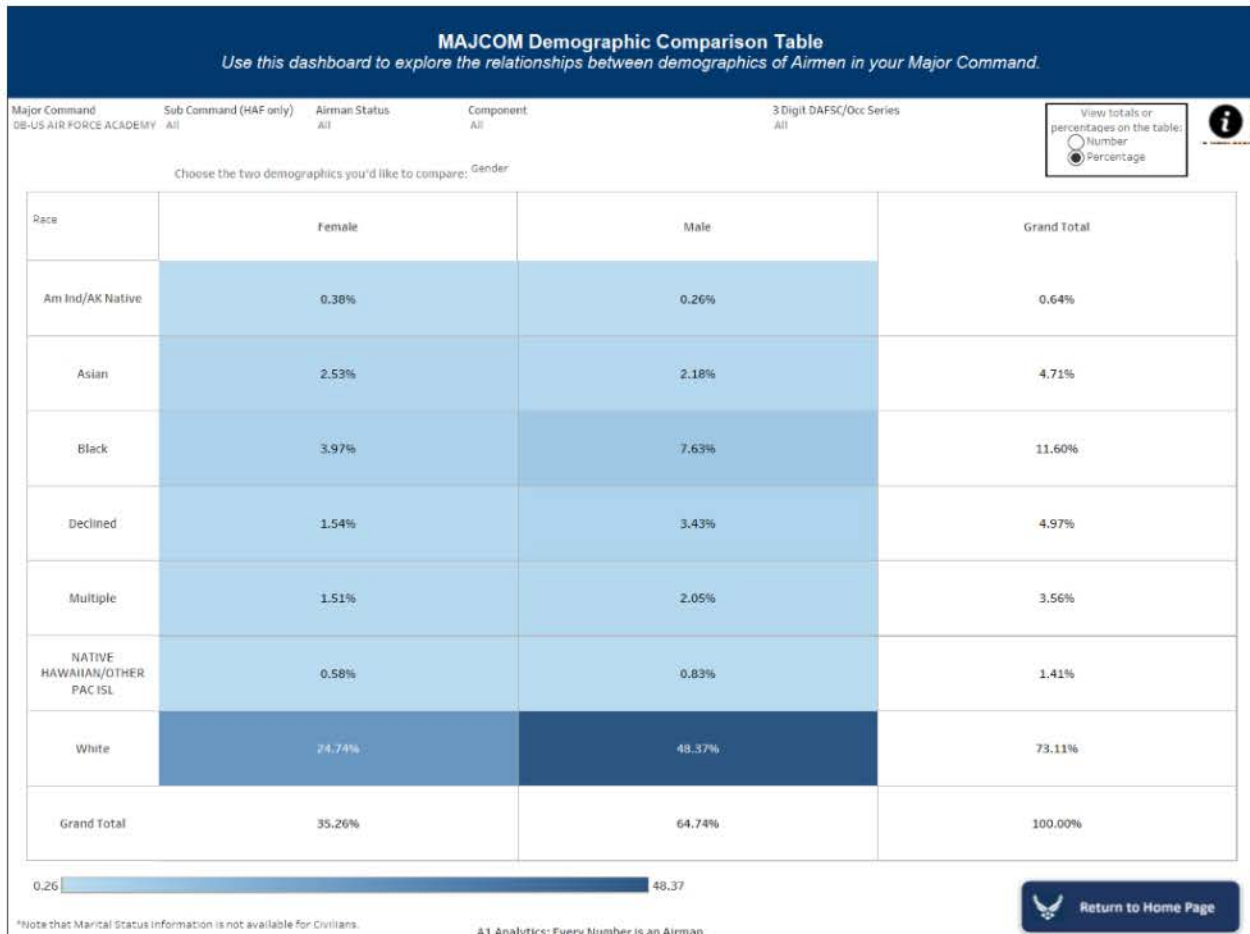 MAJCOM Demographic Comparison Table
Use this dashboard to explore the relationships between demographics of Airmen in your Major Command.
Major Command Sub Command (HAF only) Airman Status Component 3 Digit DAFSC/Occ Series
DB-US AIR FORCE ACADEMY All All All All
View totals or
percentages on the table:
Number
Percentage
i
Choose the two demographics you'd like to compare: Gender
Race Female Male Grand Total
Am Ind/AK Native 0.38% 0.26% 0.64%
Asian 2.53% 2.18% 4.71%
Black 3.97% 7.63% 11.60%
Declined 1.54% 3.43% 4.97%
Multiple 1.51% 2.05% 3.56%
NATIVE
HAWAIIAN/OTHER
PAC ISL 0.58% 0.83% 1.41%
White 24.74% 48.37% 73.11%
Grand Total 35.26% 64.74% 100.00%
0.26 48.37
*Note that Marital Status information is not available for Civilians.
A1 Analytics: Every Number is an Airman
Return to Home Page